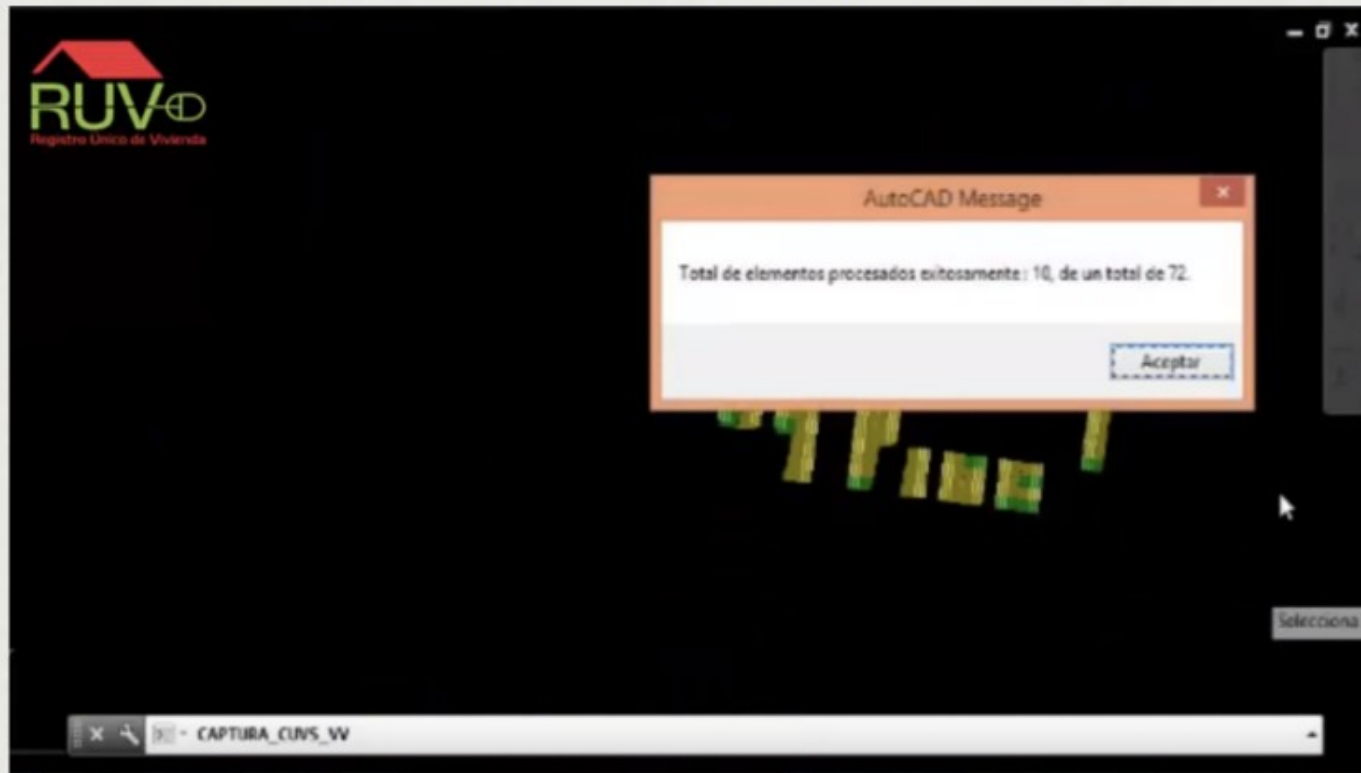 RUV
Registro Unico de Vivienda
AutoCAD Message
Total de elementos procesados exitosamente : 10, de un total de 72.
Aceptar
Selecciona
CAPTURA_CUVS_VV